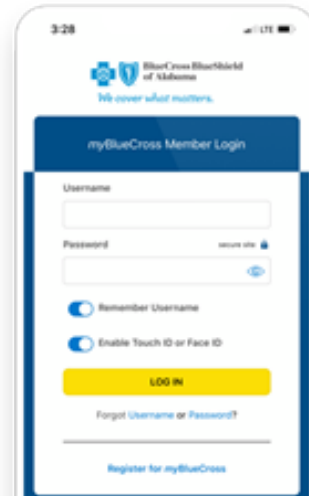 3:28
LTE
BlueCross BlueShield
of Alabama
We cover what matters.
myBlueCross Member Login
Username
Password secure site
Remember Username
Enable Touch ID or Face ID
LOG IN
Forgot Username or Password?
Register for myBlueCross